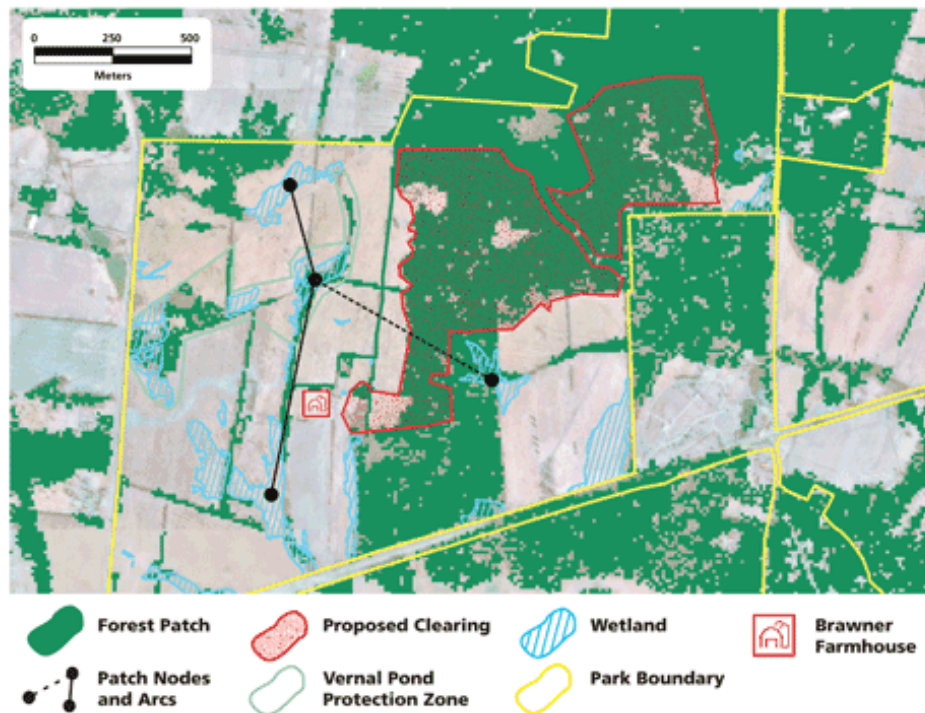 0 250 500
Meters
Forest Patch
Proposed Clearing
Wetland
Brawner
Farmhouse
Patch Nodes
and Arcs
Vernal Pond
Protection Zone
Park Boundary